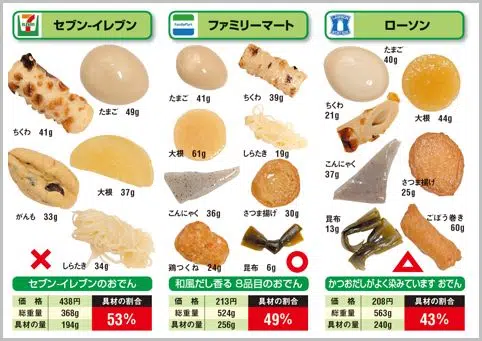 セブン-イレブン
ちくわ 41g
たまご 49g
大根 37g
がんも 33g
しらたき 34g
セブン-イレブンのおでん
価格 438円
総重量 368g
具材の量 194g
具材の割合
53%
FamilyMart
ファミリーマート
たまご 41g
ちくわ 39g
大根 61g
しらたき 19g
こんにゃく 36g
さつま揚げ 30g
鶏つくね 24g
昆布 6g
和風だし香る 8品目のおでん
価格 213円
総重量 524g
具材の量 256g
具材の割合
49%
ローソン
たまご
40g
ちくわ
21g
大根 44g
こんにゃく
37g
さつま揚げ
25g
昆布
13g
ごぼう巻き
60g
かつおだしがよく染みています おでん
価格 208円
総重量 563g
具材の量 240g
具材の割合
43%